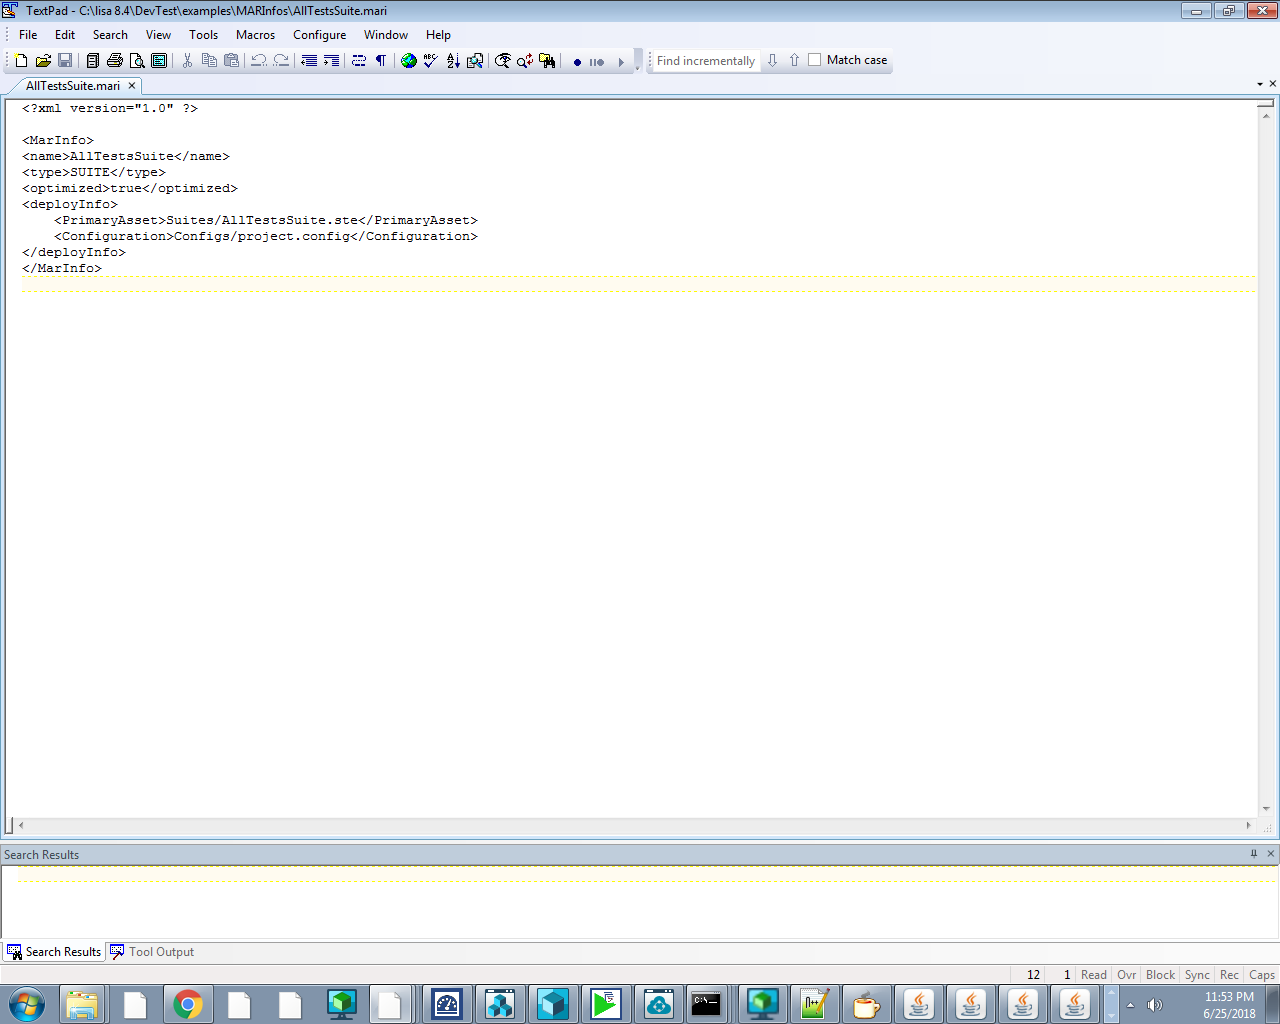 TextPad - C:\lisa 8.4\DevTest\examples\MARInfos\AllTestsSuite.mari
File Edit Search View Tools Macros Configure Window Help
Find incrementally Match case
AllTestsSuite.mari
<?xml version="1.0" ?>
<MarInfo>
<name>AllTestsSuite</name>
<type>SUITE</type>
<optimized>true</optimized>
<deployInfo>
    <PrimaryAsset>Suites/AllTestsSuite.ste</PrimaryAsset>
    <Configuration>Configs/project.config</Configuration>
</deployInfo>
</MarInfo>
Search Results
Search Results Tool Output
12 1 Read Ovr Block Sync Rec Caps
11:53 PM
6/25/2018